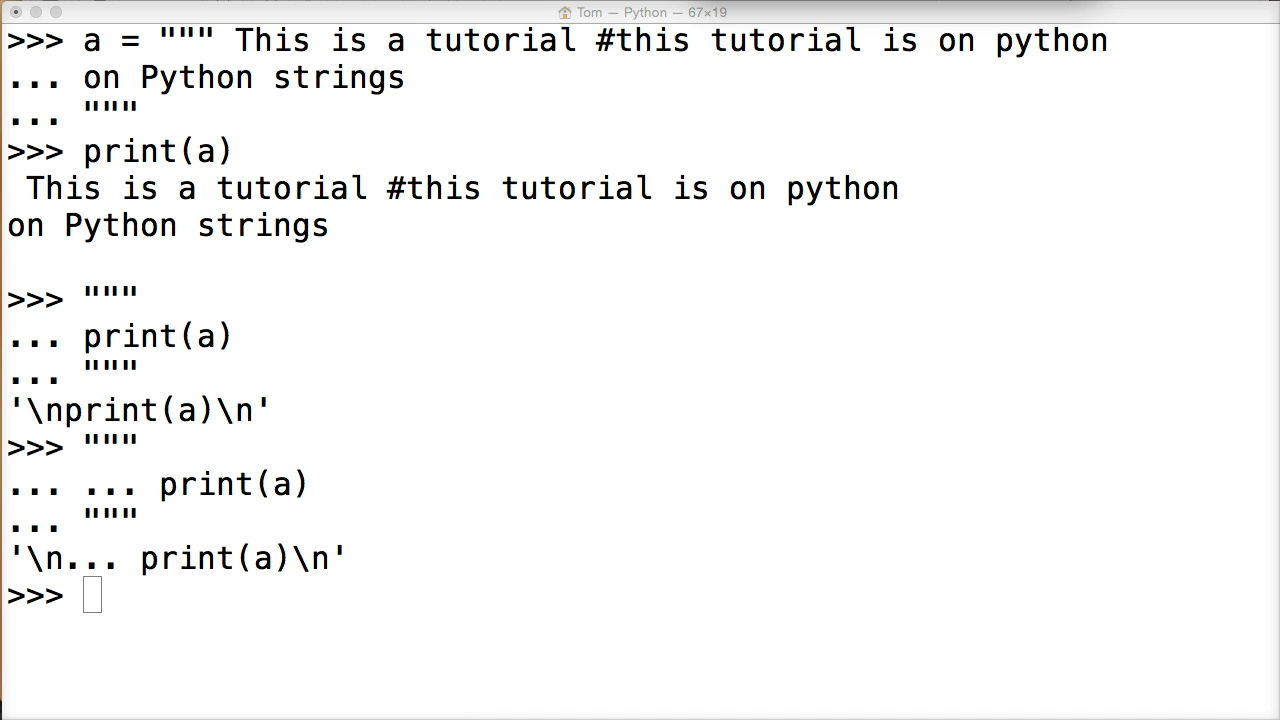 Tom — Python — 67×19
>>> a = """ This is a tutorial #this tutorial is on python
... on Python strings
... """
>>> print(a)
 This is a tutorial #this tutorial is on python
on Python strings

>>> """
... print(a)
... """
'\nprint(a)\n'
>>> """
... ... print(a)
... """
'\n... print(a)\n'
>>>